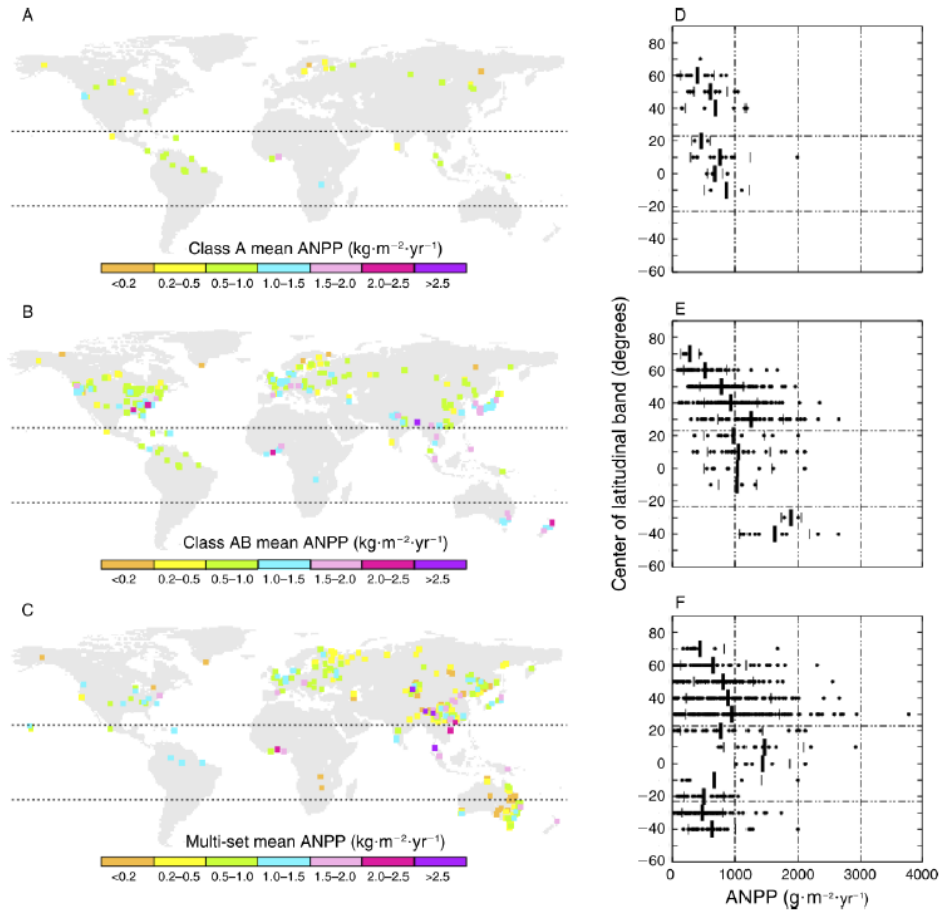 A
Class A mean ANPP (kg·m⁻²·yr⁻¹)
<0.2 0.2–0.5 0.5–1.0 1.0–1.5 1.5–2.0 2.0–2.5 >2.5
B
Class AB mean ANPP (kg·m⁻²·yr⁻¹)
<0.2 0.2–0.5 0.5–1.0 1.0–1.5 1.5–2.0 2.0–2.5 >2.5
C
Multi-set mean ANPP (kg·m⁻²·yr⁻¹)
<0.2 0.2–0.5 0.5–1.0 1.0–1.5 1.5–2.0 2.0–2.5 >2.5
Center of latitudinal band (degrees)
D
80
60
40
20
0
−20
−40
−60
E
80
60
40
20
0
−20
−40
−60
0 1000 2000 3000 4000
F
80
60
40
20
0
−20
−40
−60
0 1000 2000 3000 4000
ANPP (g·m⁻²·yr⁻¹)